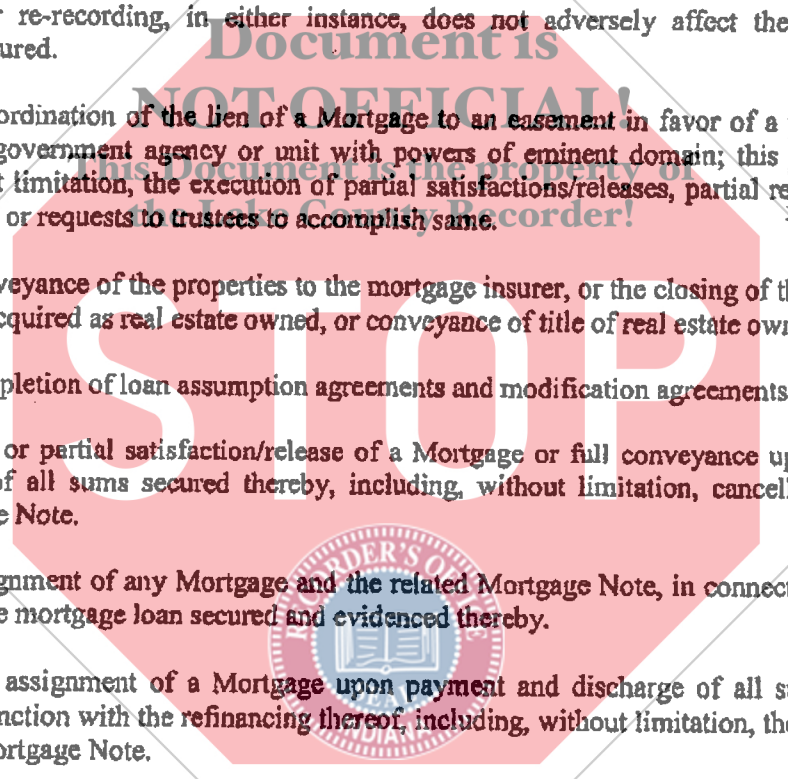 r re-recording, in either instance, does not adversely affect the
ured.
Document is
NOT OFFICIAL!
ordination of the lien of a Mortgage to an easement in favor of a
government agency or unit with powers of eminent domain; this
This Document is the property of
t limitation, the execution of partial satisfactions/releases, partial re
or requests to trustees to accomplish same.
the Lake County Recorder!
veyance of the properties to the mortgage insurer, or the closing of t
cquired as real estate owned, or conveyance of title of real estate own
STOP
pletion of loan assumption agreements and modification agreements
or partial satisfaction/release of a Mortgage or full conveyance up
of all sums secured thereby, including, without limitation, cancell
e Note.
gnment of any Mortgage and the related Mortgage Note, in connect
e mortgage loan secured and evidenced thereby.
RECORDER'S OFFICE
SEAL
INDIANA
assignment of a Mortgage upon payment and discharge of all s
nction with the refinancing thereof, including, without limitation, the
ortgage Note.